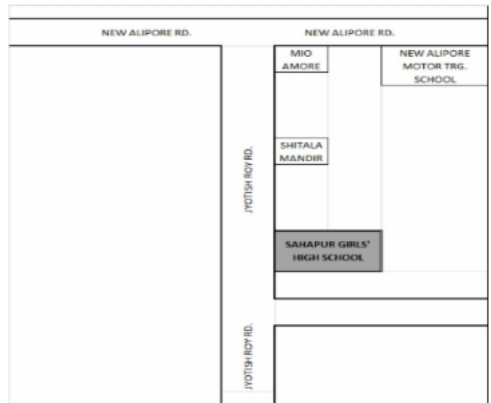 NEW ALIPORE RD.
NEW ALIPORE RD.
MIO
AMORE
NEW ALIPORE
MOTOR TRG.
SCHOOL
SHITALA
MANDIR
JYOTISH ROY RD.
SAHAPUR GIRLS'
HIGH SCHOOL
JYOTISH ROY RD.